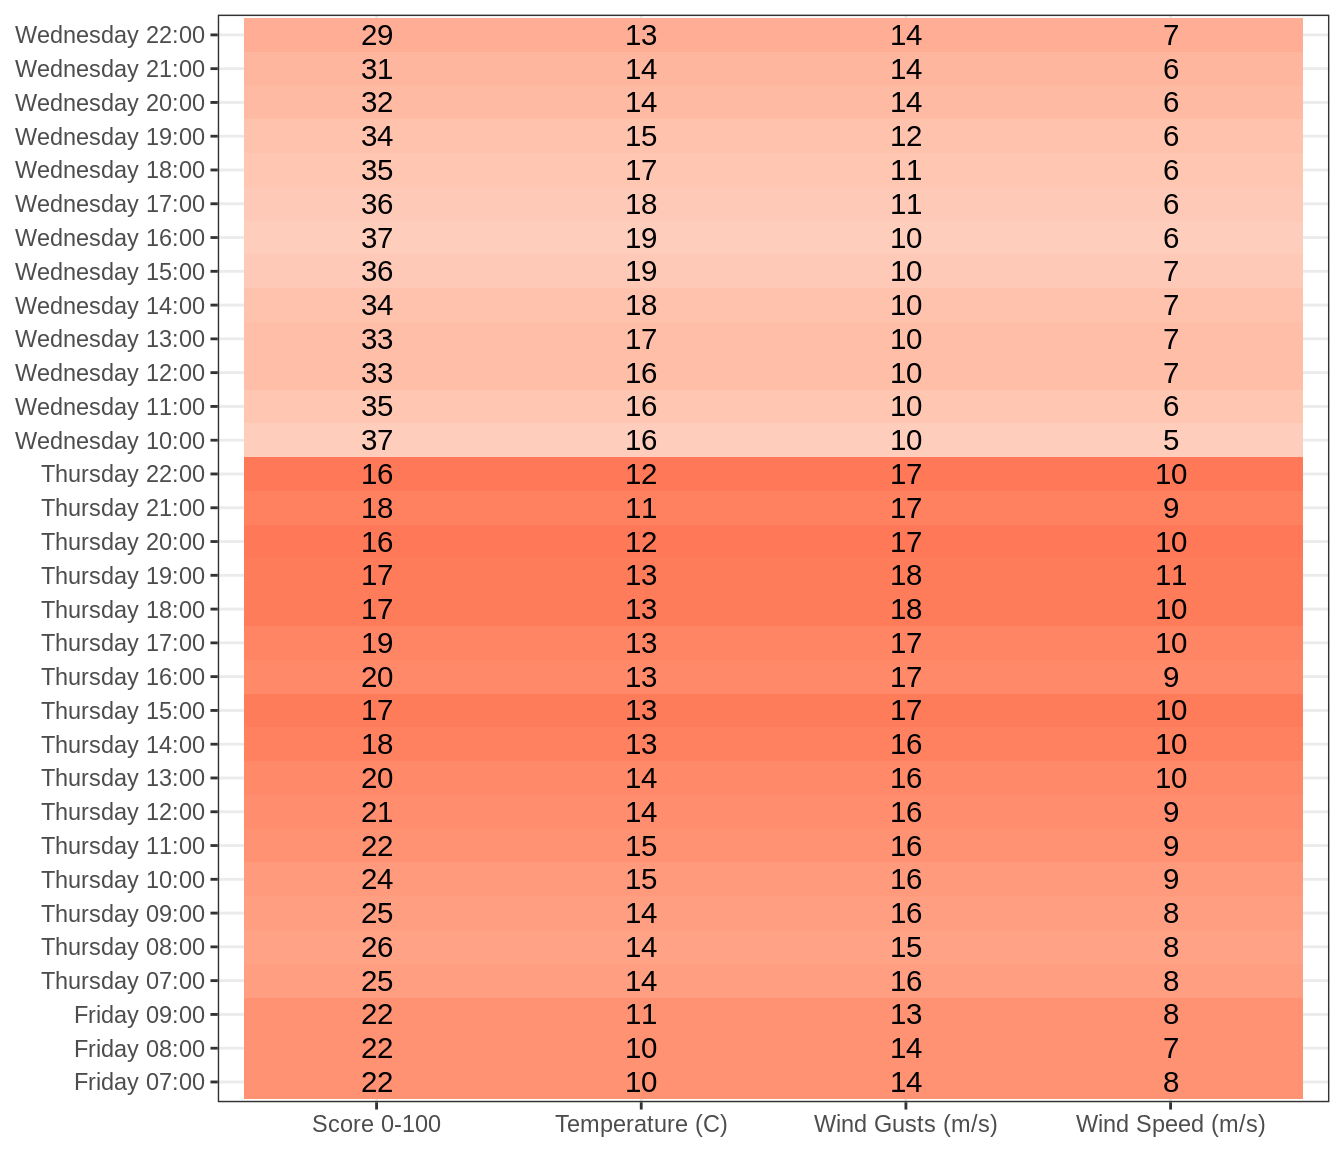 Wednesday 22:00 29 13 14 7
Wednesday 21:00 31 14 14 6
Wednesday 20:00 32 14 14 6
Wednesday 19:00 34 15 12 6
Wednesday 18:00 35 17 11 6
Wednesday 17:00 36 18 11 6
Wednesday 16:00 37 19 10 6
Wednesday 15:00 36 19 10 7
Wednesday 14:00 34 18 10 7
Wednesday 13:00 33 17 10 7
Wednesday 12:00 33 16 10 7
Wednesday 11:00 35 16 10 6
Wednesday 10:00 37 16 10 5
Thursday 22:00 16 12 17 10
Thursday 21:00 18 11 17 9
Thursday 20:00 16 12 17 10
Thursday 19:00 17 13 18 11
Thursday 18:00 17 13 18 10
Thursday 17:00 19 13 17 10
Thursday 16:00 20 13 17 9
Thursday 15:00 17 13 17 10
Thursday 14:00 18 13 16 10
Thursday 13:00 20 14 16 10
Thursday 12:00 21 14 16 9
Thursday 11:00 22 15 16 9
Thursday 10:00 24 15 16 9
Thursday 09:00 25 14 16 8
Thursday 08:00 26 14 15 8
Thursday 07:00 25 14 16 8
Friday 09:00 22 11 13 8
Friday 08:00 22 10 14 7
Friday 07:00 22 10 14 8
Score 0-100 Temperature (C) Wind Gusts (m/s) Wind Speed (m/s)